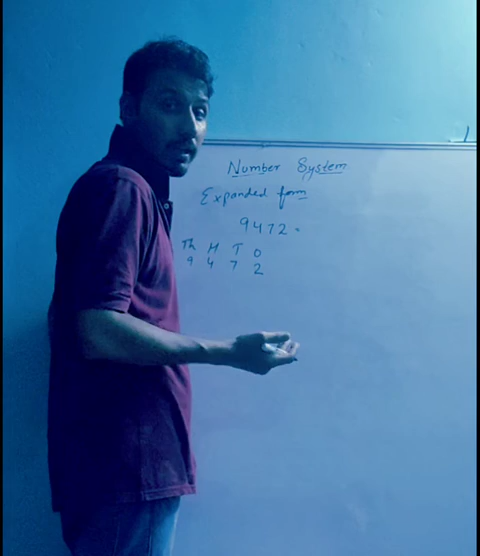 Number System
Expanded form
9472 =
Th H T O
9 4 7 2